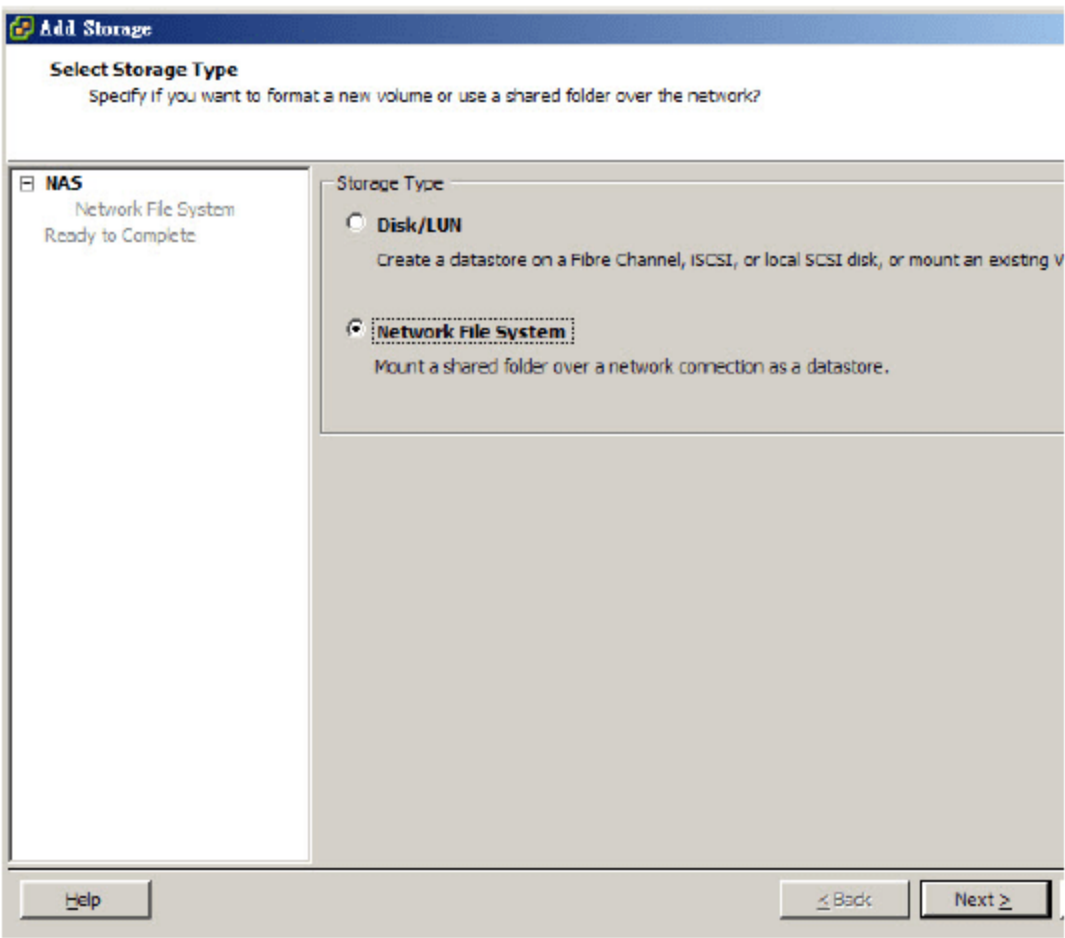 Add Storage
Select Storage Type
Specify if you want to format a new volume or use a shared folder over the network?
NAS
Network File System
Ready to Complete
Storage Type
Disk/LUN
Create a datastore on a Fibre Channel, iSCSI, or local SCSI disk, or mount an existing V
Network File System
Mount a shared folder over a network connection as a datastore.
Help
< Back
Next >